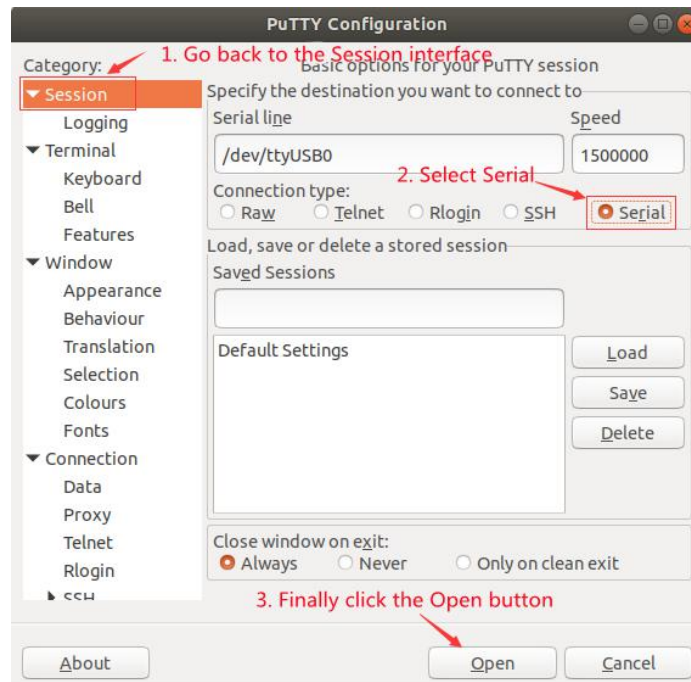 PuTTY Configuration
1. Go back to the Session interface
Category:
Basic options for your PuTTY session
Session
Logging
Terminal
Keyboard
Bell
Features
Window
Appearance
Behaviour
Translation
Selection
Colours
Fonts
Connection
Data
Proxy
Telnet
Rlogin
SSH
Specify the destination you want to connect to
Serial line Speed
/dev/ttyUSB0 1500000
2. Select Serial
Connection type:
Raw Telnet Rlogin SSH Serial
Load, save or delete a stored session
Saved Sessions
Default Settings
Load
Save
Delete
Close window on exit:
Always Never Only on clean exit
3. Finally click the Open button
About Open Cancel